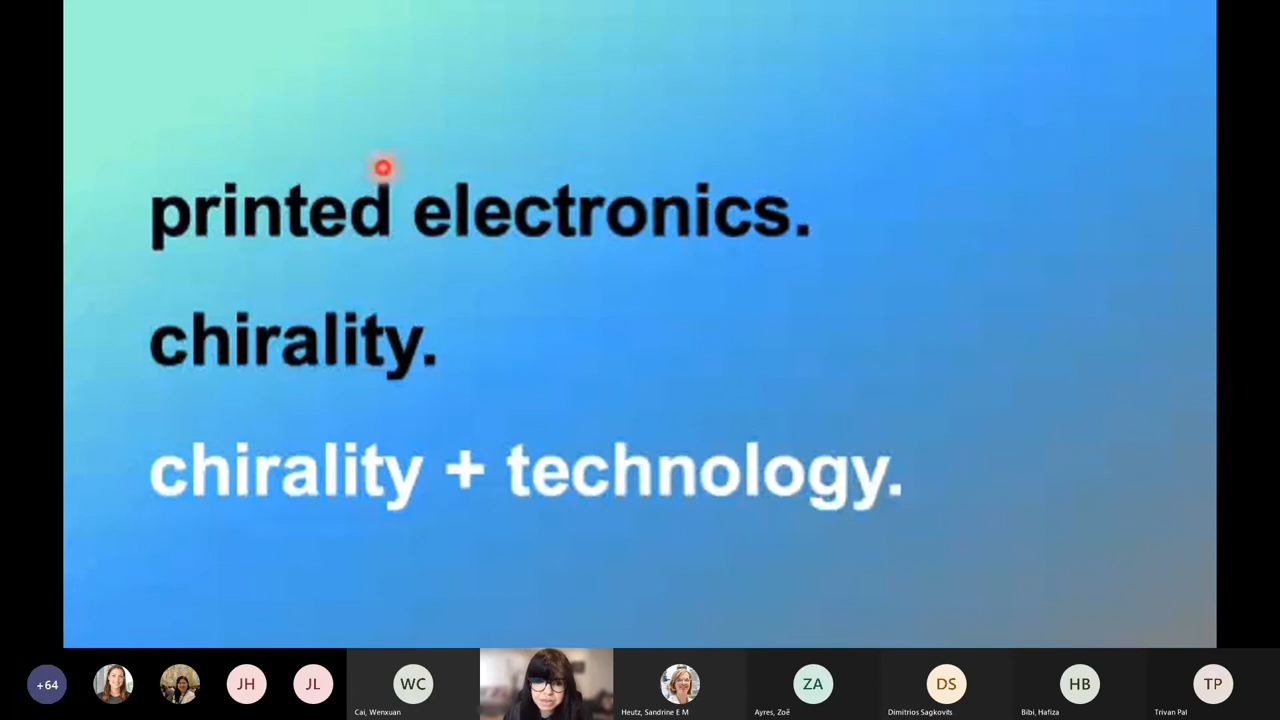 printed electronics.
chirality.
chirality + technology.
+64
JH
JL
WC
Cai, Wenxuan
Heutz, Sandrine E M
ZA
Ayres, Zoë
DS
Dimitrios Sagkovits
HB
Bibi, Hafiza
TP
Trivan Pal